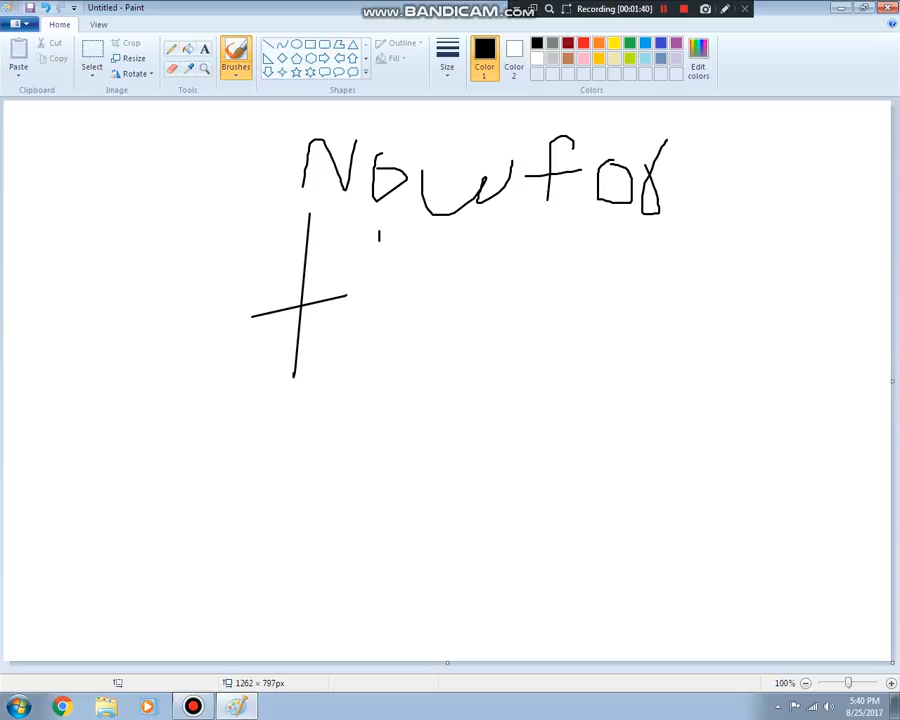 Untitled - Paint
www.BANDICAM.com
Recording [00:01:40]
Home
View
Paste
Cut
Copy
Clipboard
Select
Crop
Resize
Rotate
Image
Tools
Brushes
Shapes
Outline
Fill
Size
Color 1
Color 2
Colors
Edit colors
Now for
t
1262 × 797px
100%
5:40 PM
8/25/2017